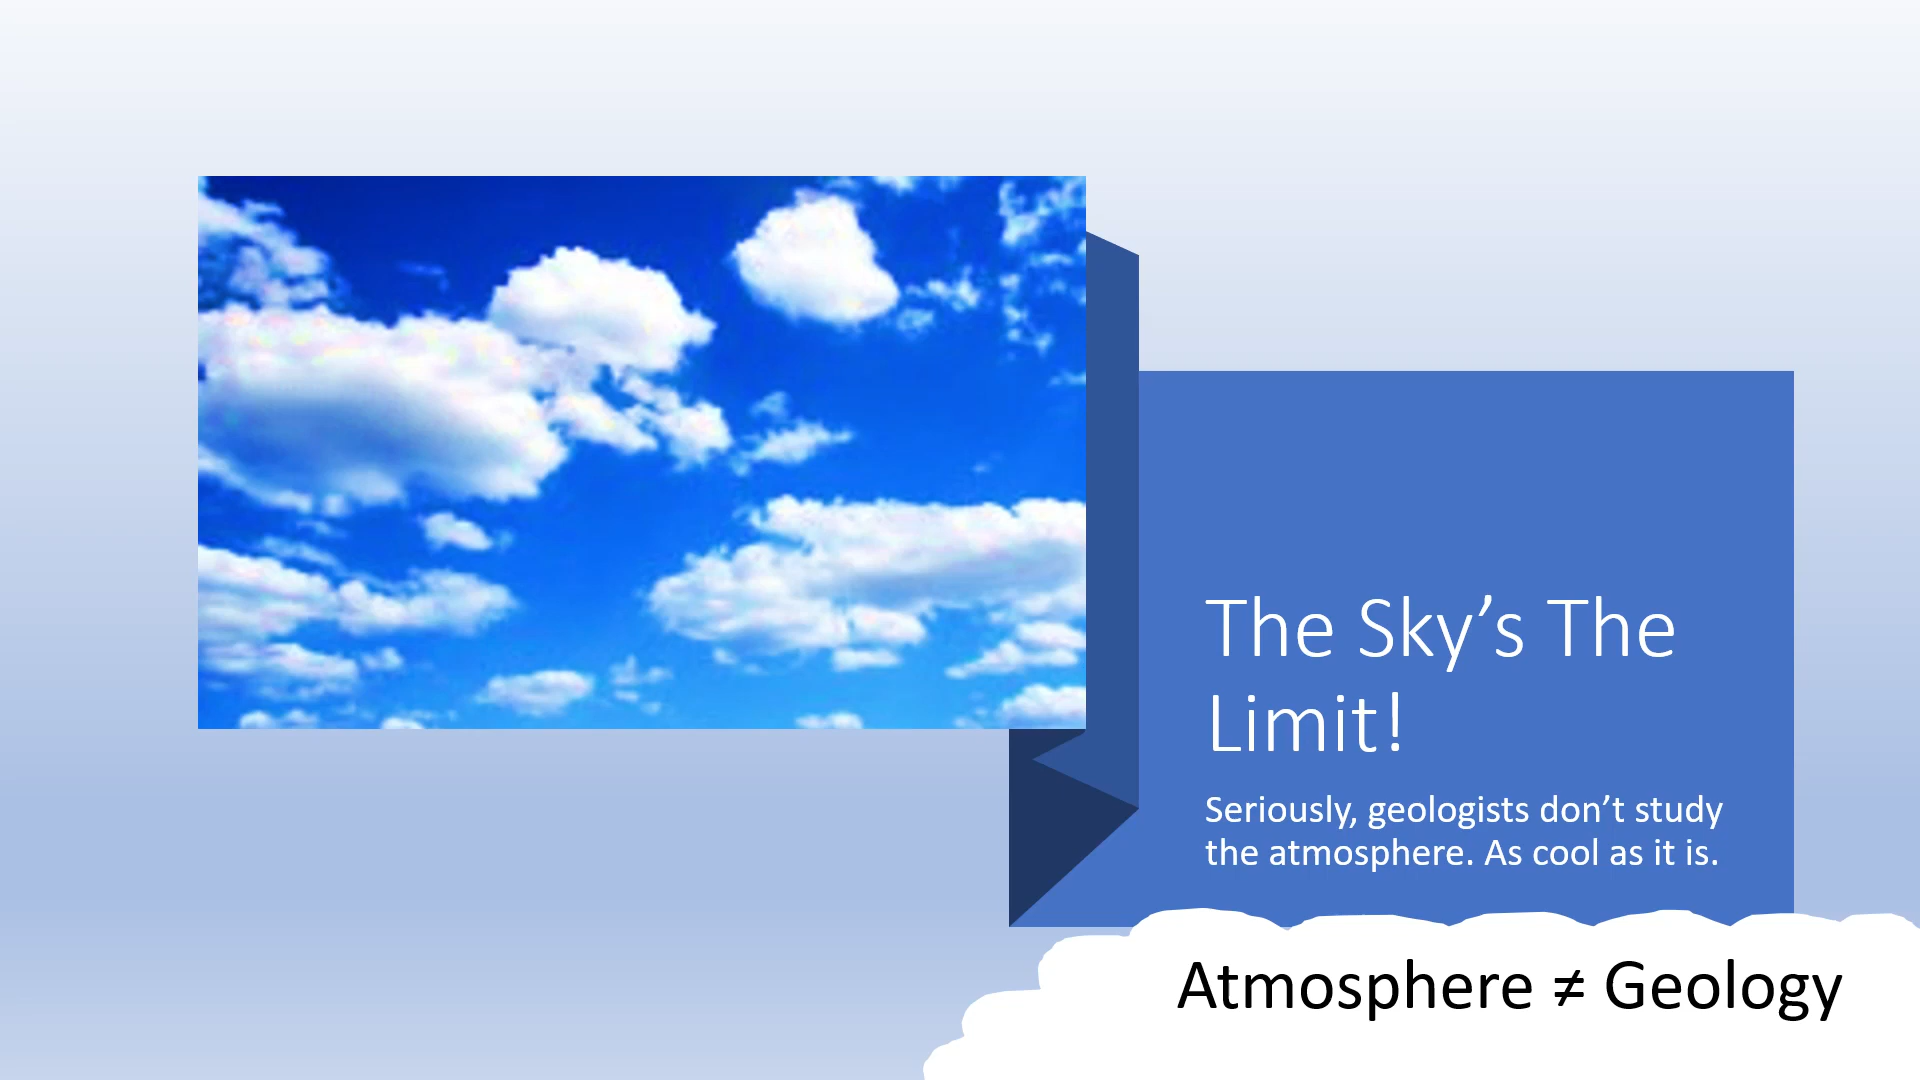 The Sky’s The
Limit!
Seriously, geologists don’t study
the atmosphere. As cool as it is.
Atmosphere ≠ Geology